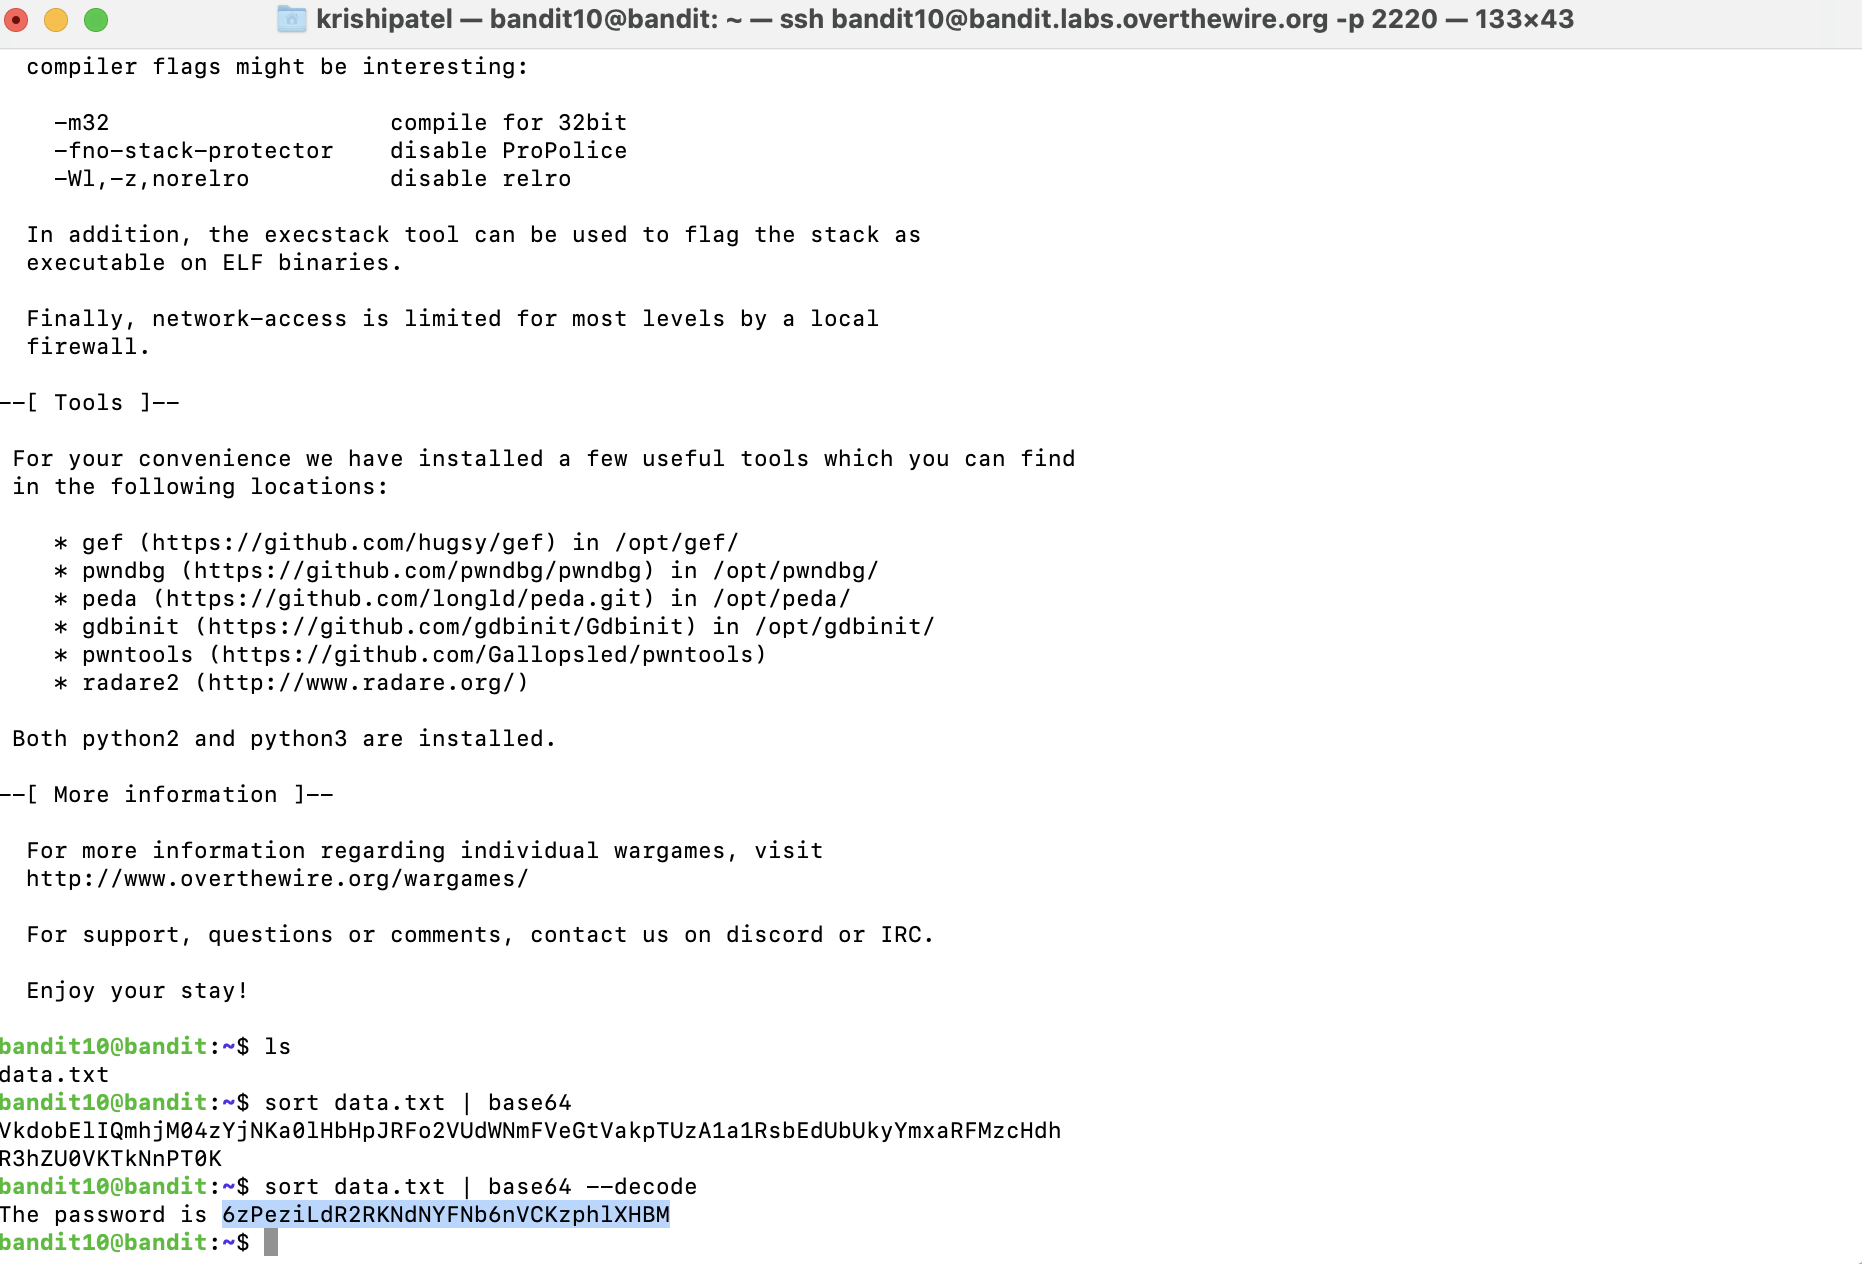 krishipatel — bandit10@bandit: ~ — ssh bandit10@bandit.labs.overthewire.org -p 2220 — 133×43
compiler flags might be interesting:
-m32 compile for 32bit
-fno-stack-protector disable ProPolice
-Wl,-z,norelro disable relro
In addition, the execstack tool can be used to flag the stack as
executable on ELF binaries.
Finally, network-access is limited for most levels by a local
firewall.
--[ Tools ]--
For your convenience we have installed a few useful tools which you can find
in the following locations:
* gef (https://github.com/hugsy/gef) in /opt/gef/
* pwndbg (https://github.com/pwndbg/pwndbg) in /opt/pwndbg/
* peda (https://github.com/longld/peda.git) in /opt/peda/
* gdbinit (https://github.com/gdbinit/Gdbinit) in /opt/gdbinit/
* pwntools (https://github.com/Gallopsled/pwntools)
* radare2 (http://www.radare.org/)
Both python2 and python3 are installed.
--[ More information ]--
For more information regarding individual wargames, visit
http://www.overthewire.org/wargames/
For support, questions or comments, contact us on discord or IRC.
Enjoy your stay!
bandit10@bandit:~$ ls
data.txt
bandit10@bandit:~$ sort data.txt | base64
VkdobElIQmhjM04zYjNKa0lHbHpJRFo2VUdWNmFVeGtVakpTUzA1a1RsbEdUbUkyYmxaRFMzcHdh
R3hZU0VKTkNnPT0K
bandit10@bandit:~$ sort data.txt | base64 --decode
The password is 6zPeziLdR2RKNdNYFNb6nVCKzphlXHBM
bandit10@bandit:~$